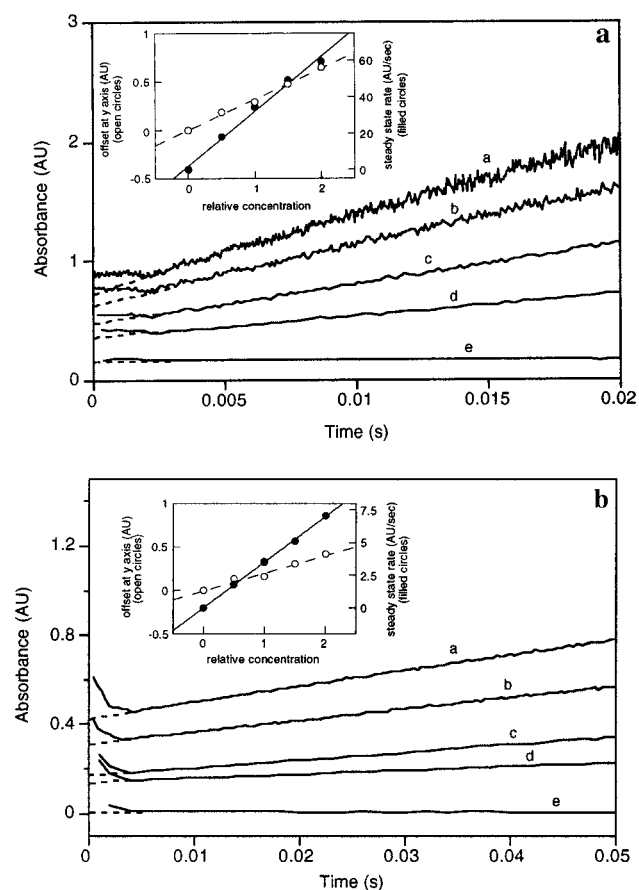 a
3
2
1
0
Absorbance (AU)
0
0.005
0.01
0.015
0.02
Time (s)
a
b
c
d
e
1
0.5
0
-0.5
offset at y axis (AU)
(open circles)
60
40
20
0
steady state rate (AU/sec)
(filled circles)
0
1
2
relative concentration
b
1.2
0.8
0.4
0
Absorbance (AU)
0
0.01
0.02
0.03
0.04
0.05
Time (s)
a
b
c
d
e
1
0.5
0
-0.5
offset at y axis (AU)
(open circles)
7.5
5
2.5
0
steady state rate (AU/sec)
(filled circles)
0
1
2
relative concentration